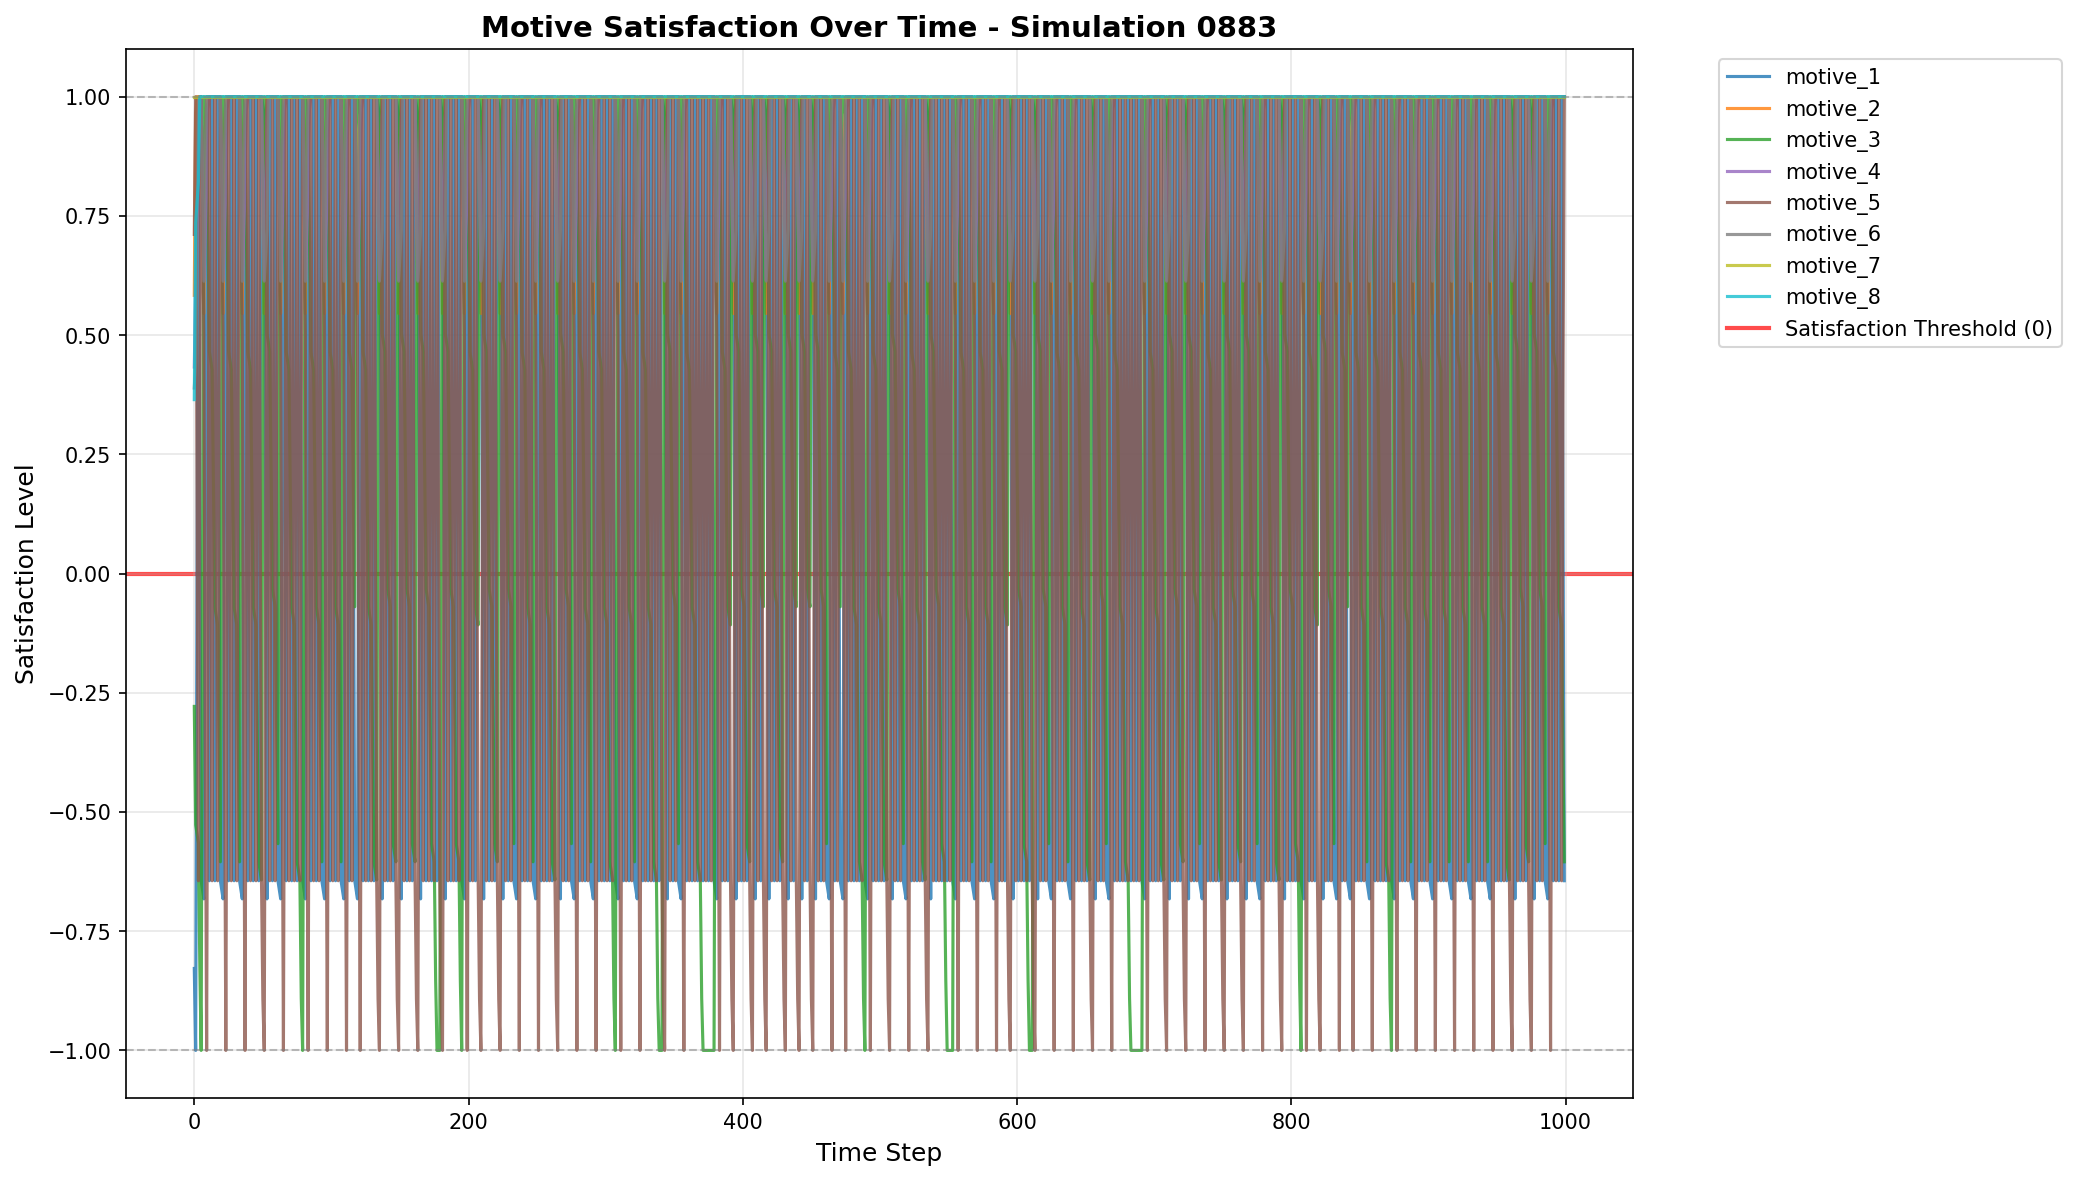 Motive Satisfaction Over Time - Simulation 0883
1.00
0.75
0.50
0.25
0.00
−0.25
−0.50
−0.75
−1.00
Satisfaction Level
0
200
400
600
800
1000
Time Step
motive_1
motive_2
motive_3
motive_4
motive_5
motive_6
motive_7
motive_8
Satisfaction Threshold (0)